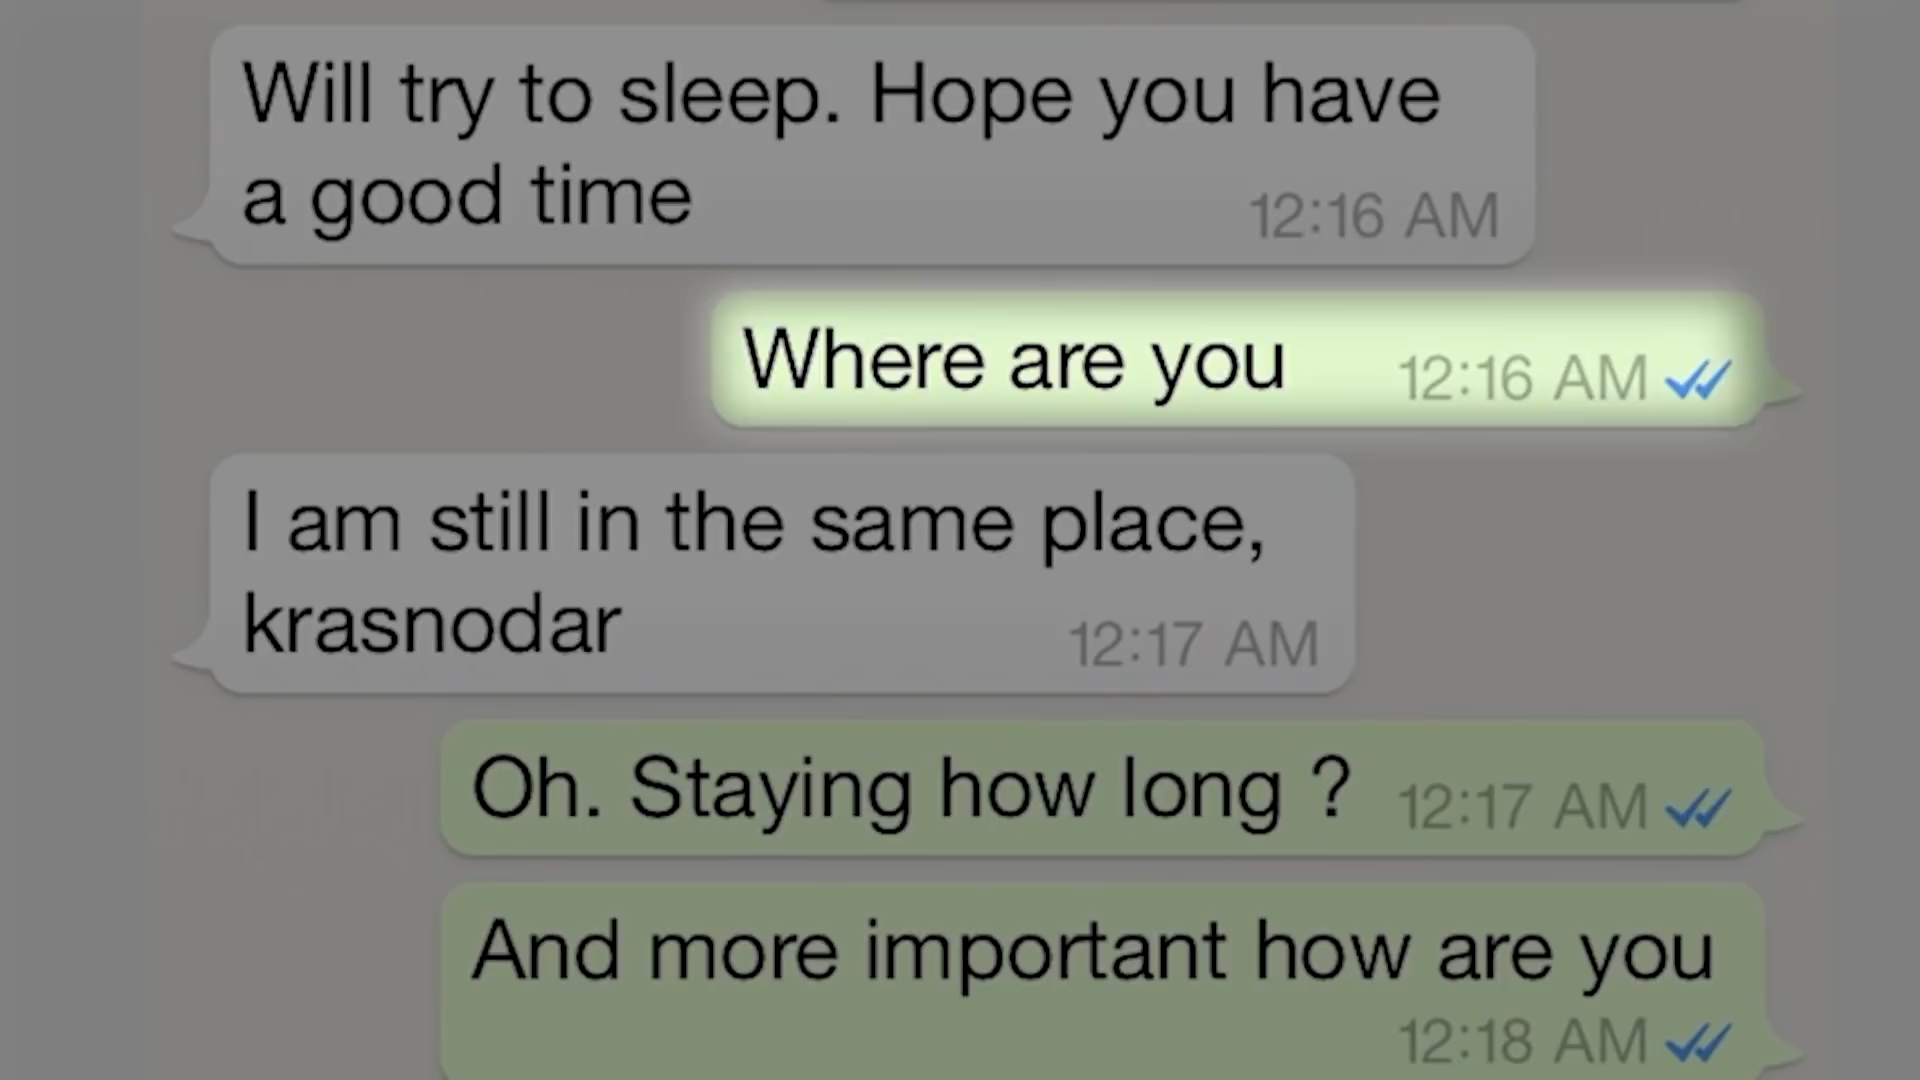 Will try to sleep. Hope you have
a good time
12:16 AM
Where are you 12:16 AM
I am still in the same place,
krasnodar
12:17 AM
Oh. Staying how long ? 12:17 AM
And more important how are you
12:18 AM